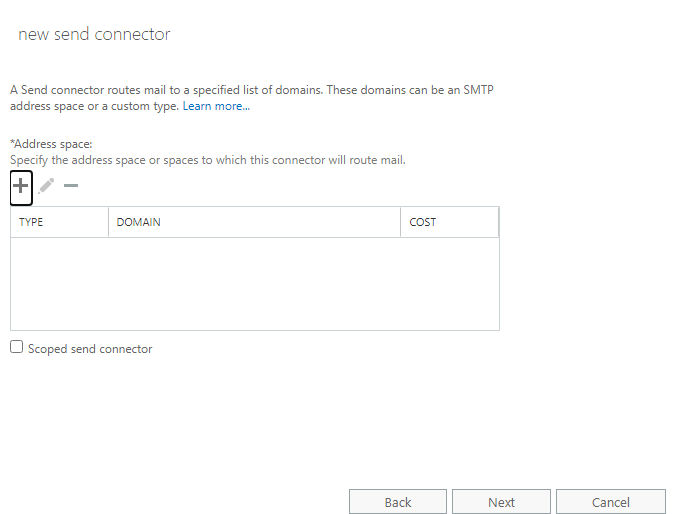 new send connector
A Send connector routes mail to a specified list of domains. These domains can be an SMTP
address space or a custom type. Learn more...
*Address space:
Specify the address space or spaces to which this connector will route mail.
TYPE DOMAIN COST
Scoped send connector
Back Next Cancel